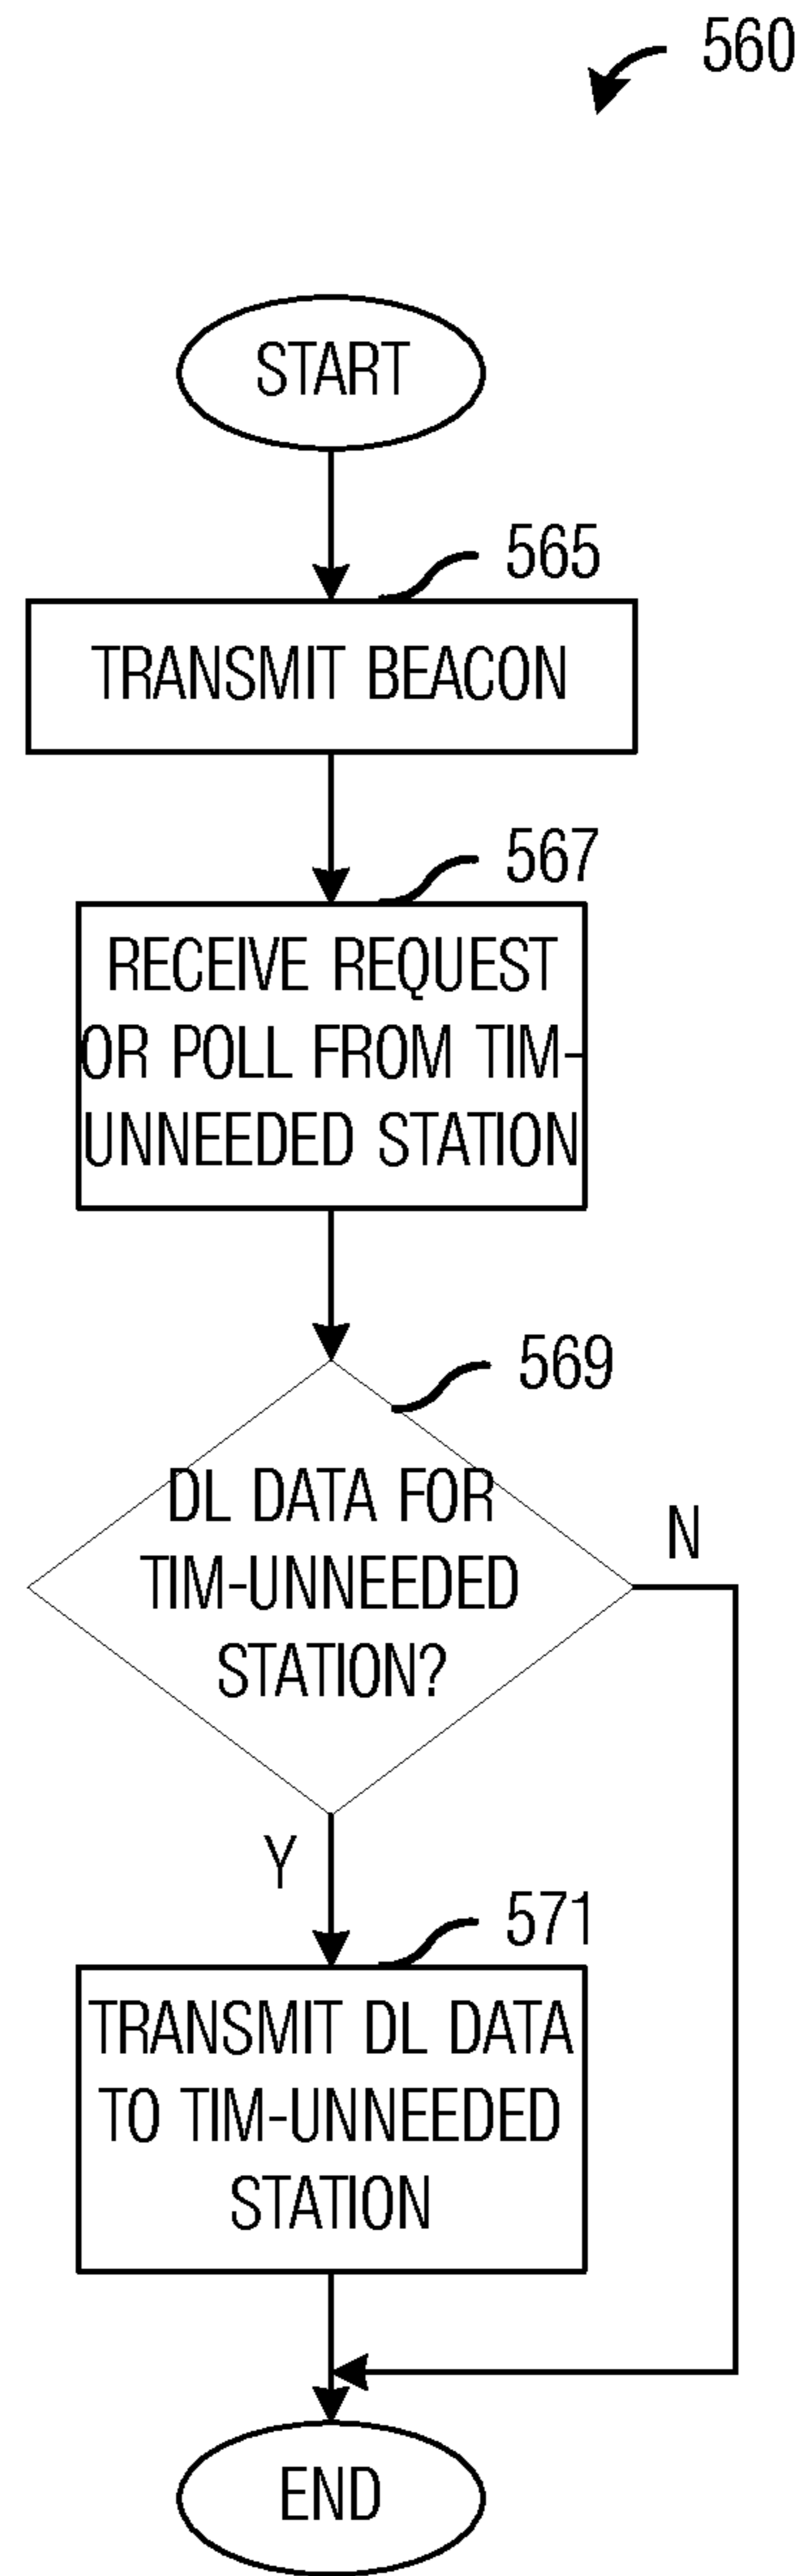 560
START
565
TRANSMIT BEACON
567
RECEIVE REQUEST
OR POLL FROM TIM-
UNNEEDED STATION
569
DL DATA FOR
TIM-UNNEEDED
STATION?
N
Y
571
TRANSMIT DL DATA
TO TIM-UNNEEDED
STATION
END